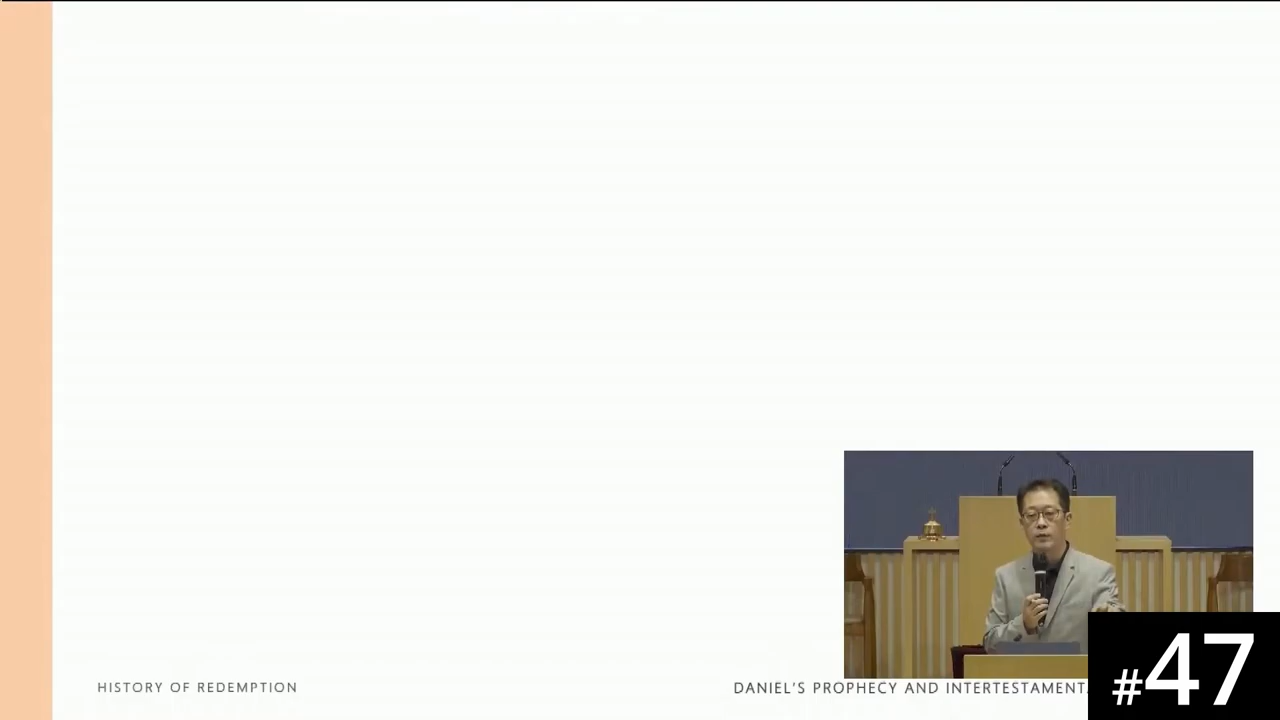 HISTORY OF REDEMPTION
DANIEL'S PROPHECY AND INTERTESTAMENT
#47